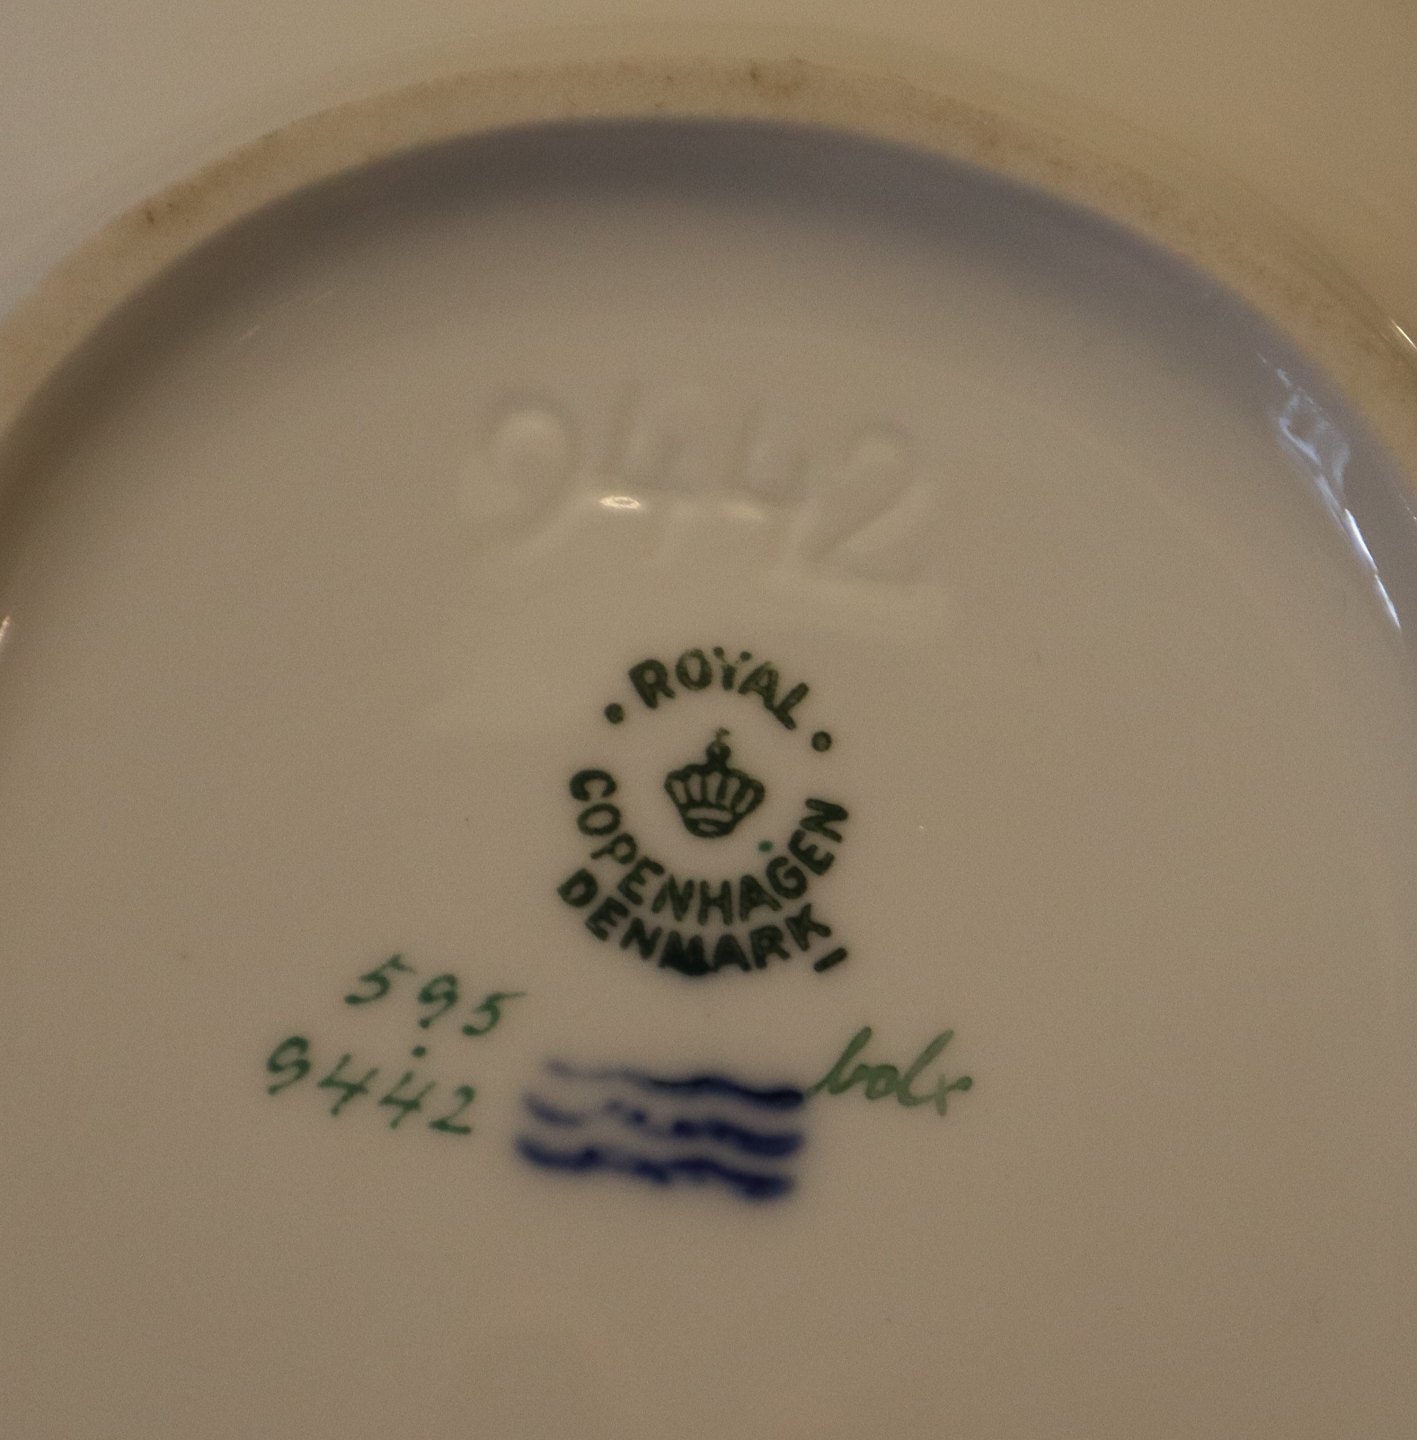 9442
· ROYAL ·
COPENHAGEN
DENMARK
595
9442